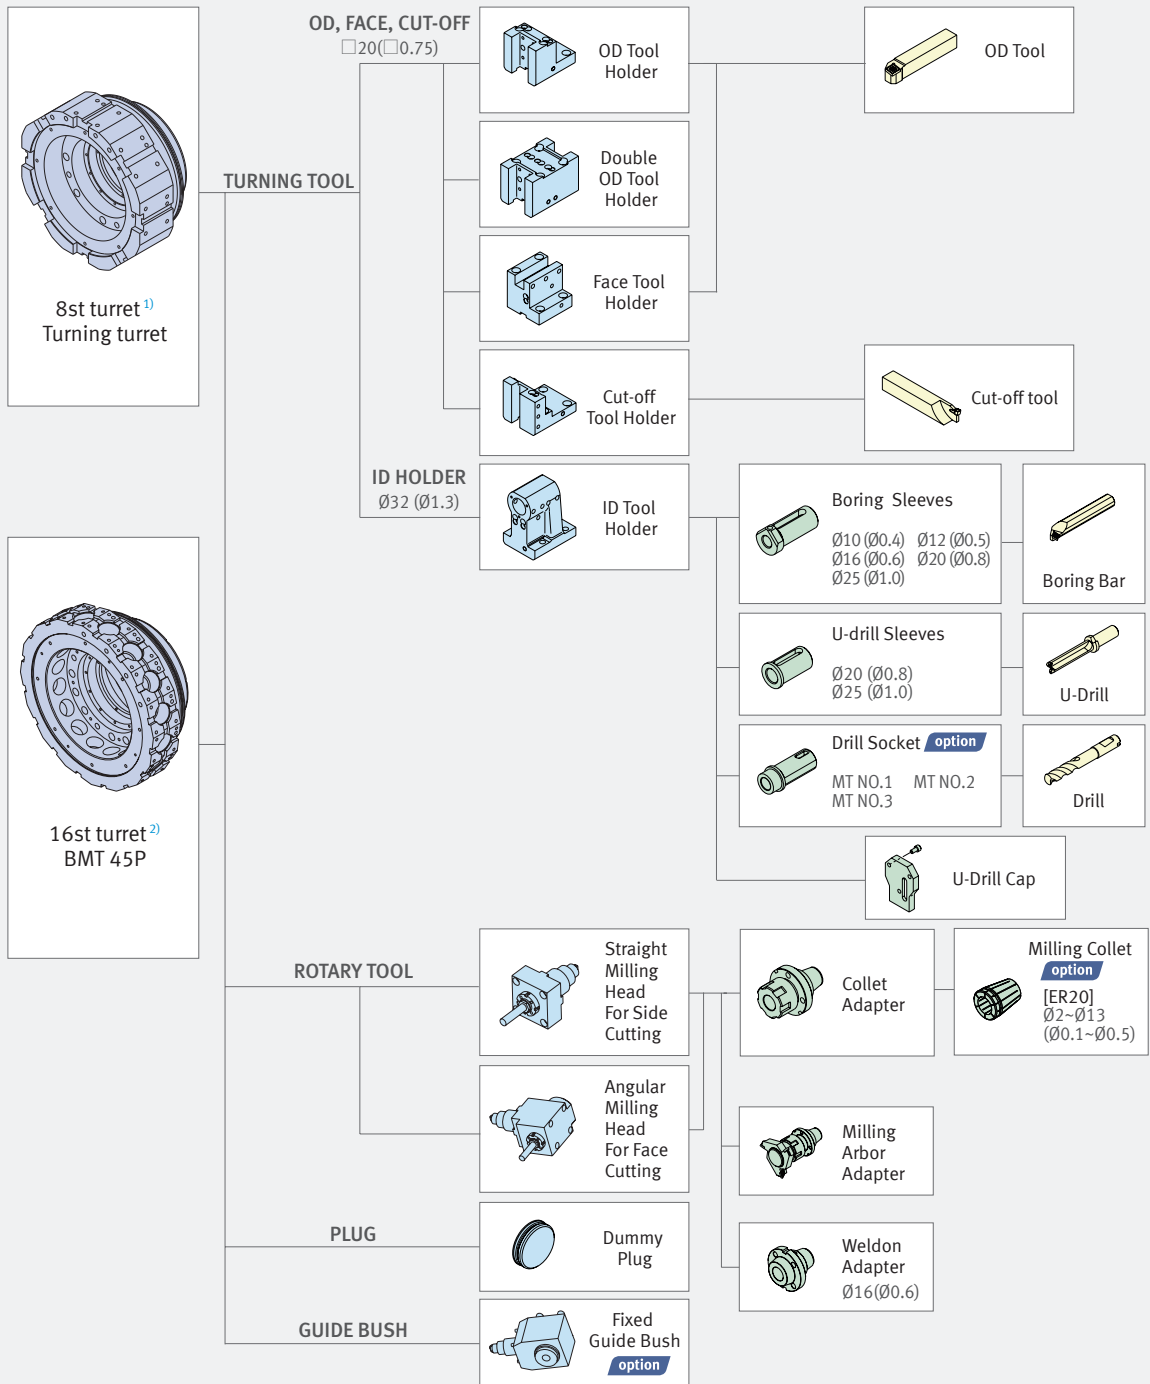 OD, FACE, CUT-OFF
□20(□0.75)
OD Tool
Holder
OD Tool
Double
OD Tool
Holder
TURNING TOOL
Face Tool
Holder
8st turret 1)
Turning turret
Cut-off
Tool Holder
Cut-off tool
ID HOLDER
Ø32 (Ø1.3)
ID Tool
Holder
Boring Sleeves
Ø10 (Ø0.4) Ø12 (Ø0.5)
Ø16 (Ø0.6) Ø20 (Ø0.8)
Ø25 (Ø1.0)
Boring Bar
U-drill Sleeves
Ø20 (Ø0.8)
Ø25 (Ø1.0)
U-Drill
Drill Socket option
MT NO.1 MT NO.2
MT NO.3
Drill
16st turret 2)
BMT 45P
U-Drill Cap
ROTARY TOOL
Straight
Milling
Head
For Side
Cutting
Collet
Adapter
Milling Collet
option
[ER20]
Ø2~Ø13
(Ø0.1~Ø0.5)
Angular
Milling
Head
For Face
Cutting
Milling
Arbor
Adapter
PLUG
Dummy
Plug
Weldon
Adapter
Ø16(Ø0.6)
GUIDE BUSH
Fixed
Guide Bush
option